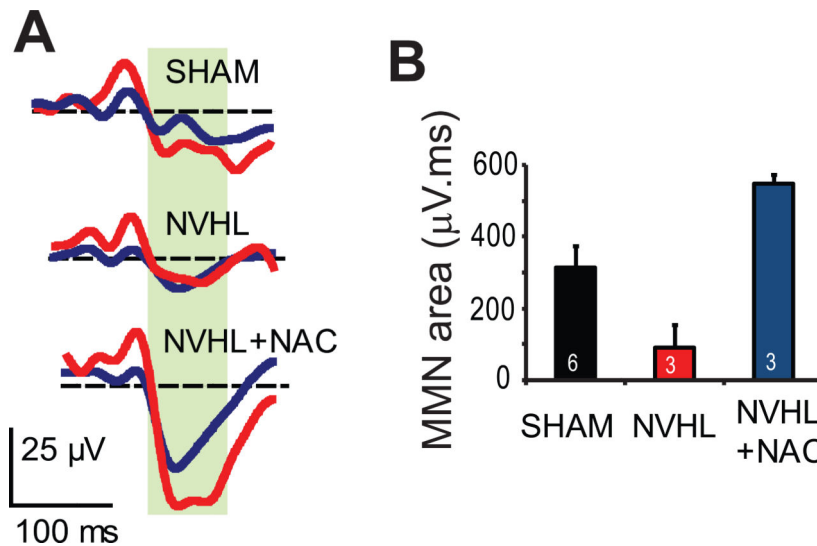 A
SHAM
NVHL
NVHL+NAC
25 µV
100 ms
B
MMN area (µV.ms)
600
400
200
0
6
3
3
SHAM
NVHL
NVHL
+NAC